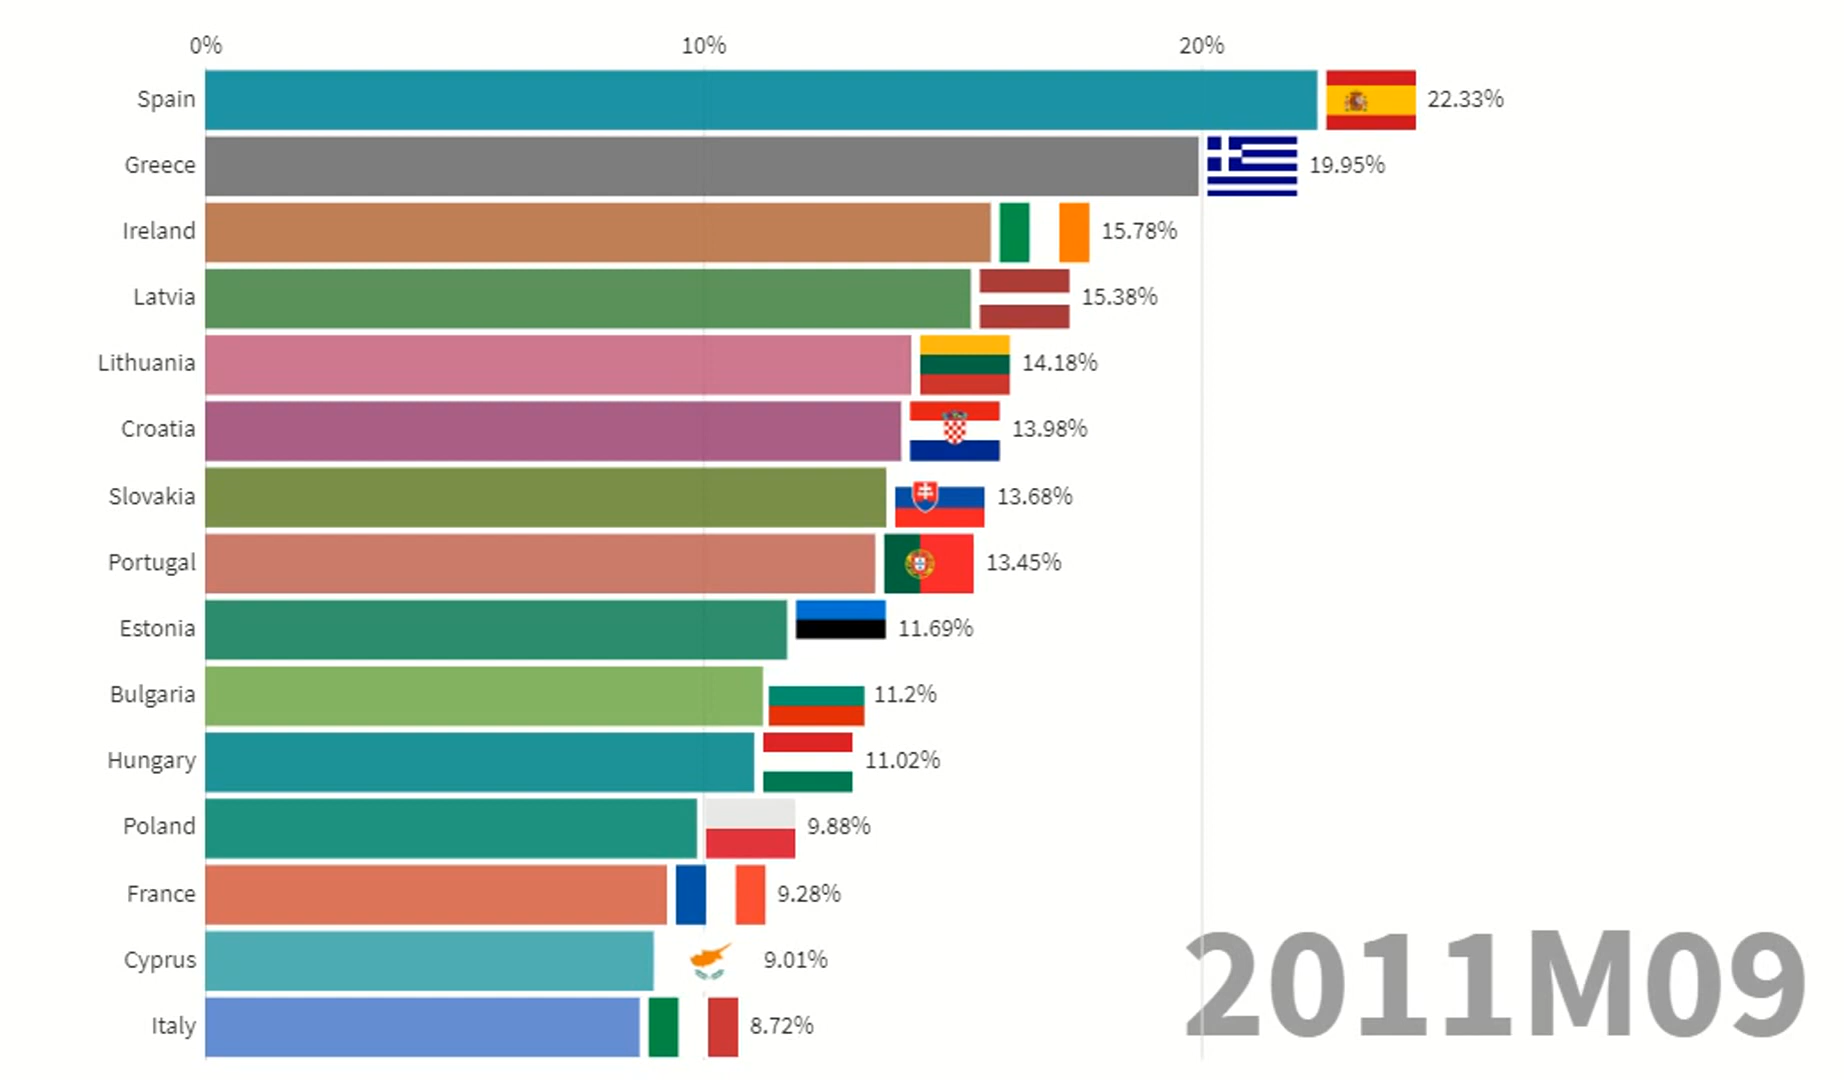 0% 10% 20%
Spain 22.33%
Greece 19.95%
Ireland 15.78%
Latvia 15.38%
Lithuania 14.18%
Croatia 13.98%
Slovakia 13.68%
Portugal 13.45%
Estonia 11.69%
Bulgaria 11.2%
Hungary 11.02%
Poland 9.88%
France 9.28%
Cyprus 9.01%
Italy 8.72%
2011M09